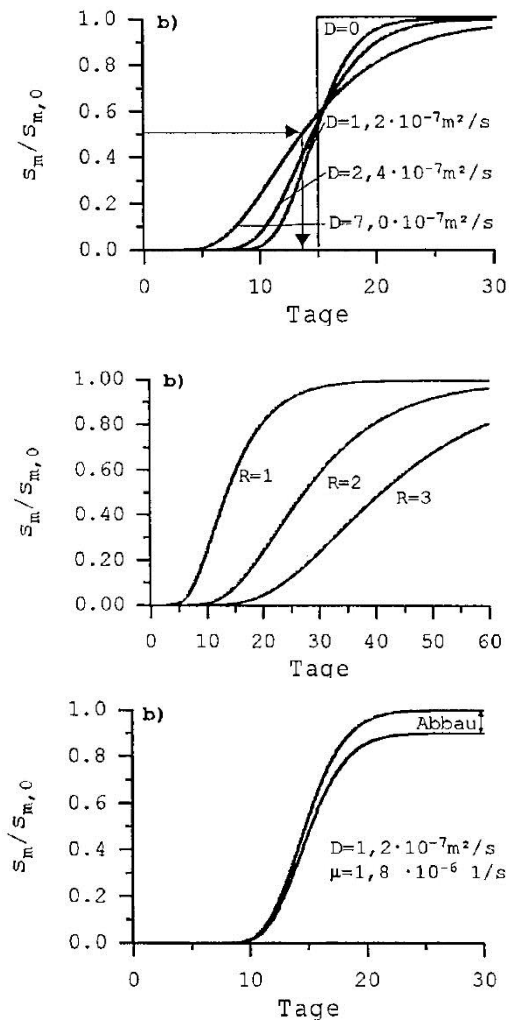 b)
1.0
0.8
0.6
0.4
0.2
0.0
s_m/s_m,0
D=0
D=1,2·10⁻⁷m²/s
D=2,4·10⁻⁷m²/s
D=7,0·10⁻⁷m²/s
0 10 20 30
Tage
b)
1.00
0.80
0.60
0.40
0.20
0.00
s_m/s_m,0
R=1
R=2
R=3
0 10 20 30 40 50 60
Tage
b)
1.0
0.8
0.6
0.4
0.2
0.0
s_m/s_m,0
Abbau
D=1,2·10⁻⁷m²/s
μ=1,8 ·10⁻⁶ 1/s
0 10 20 30
Tage